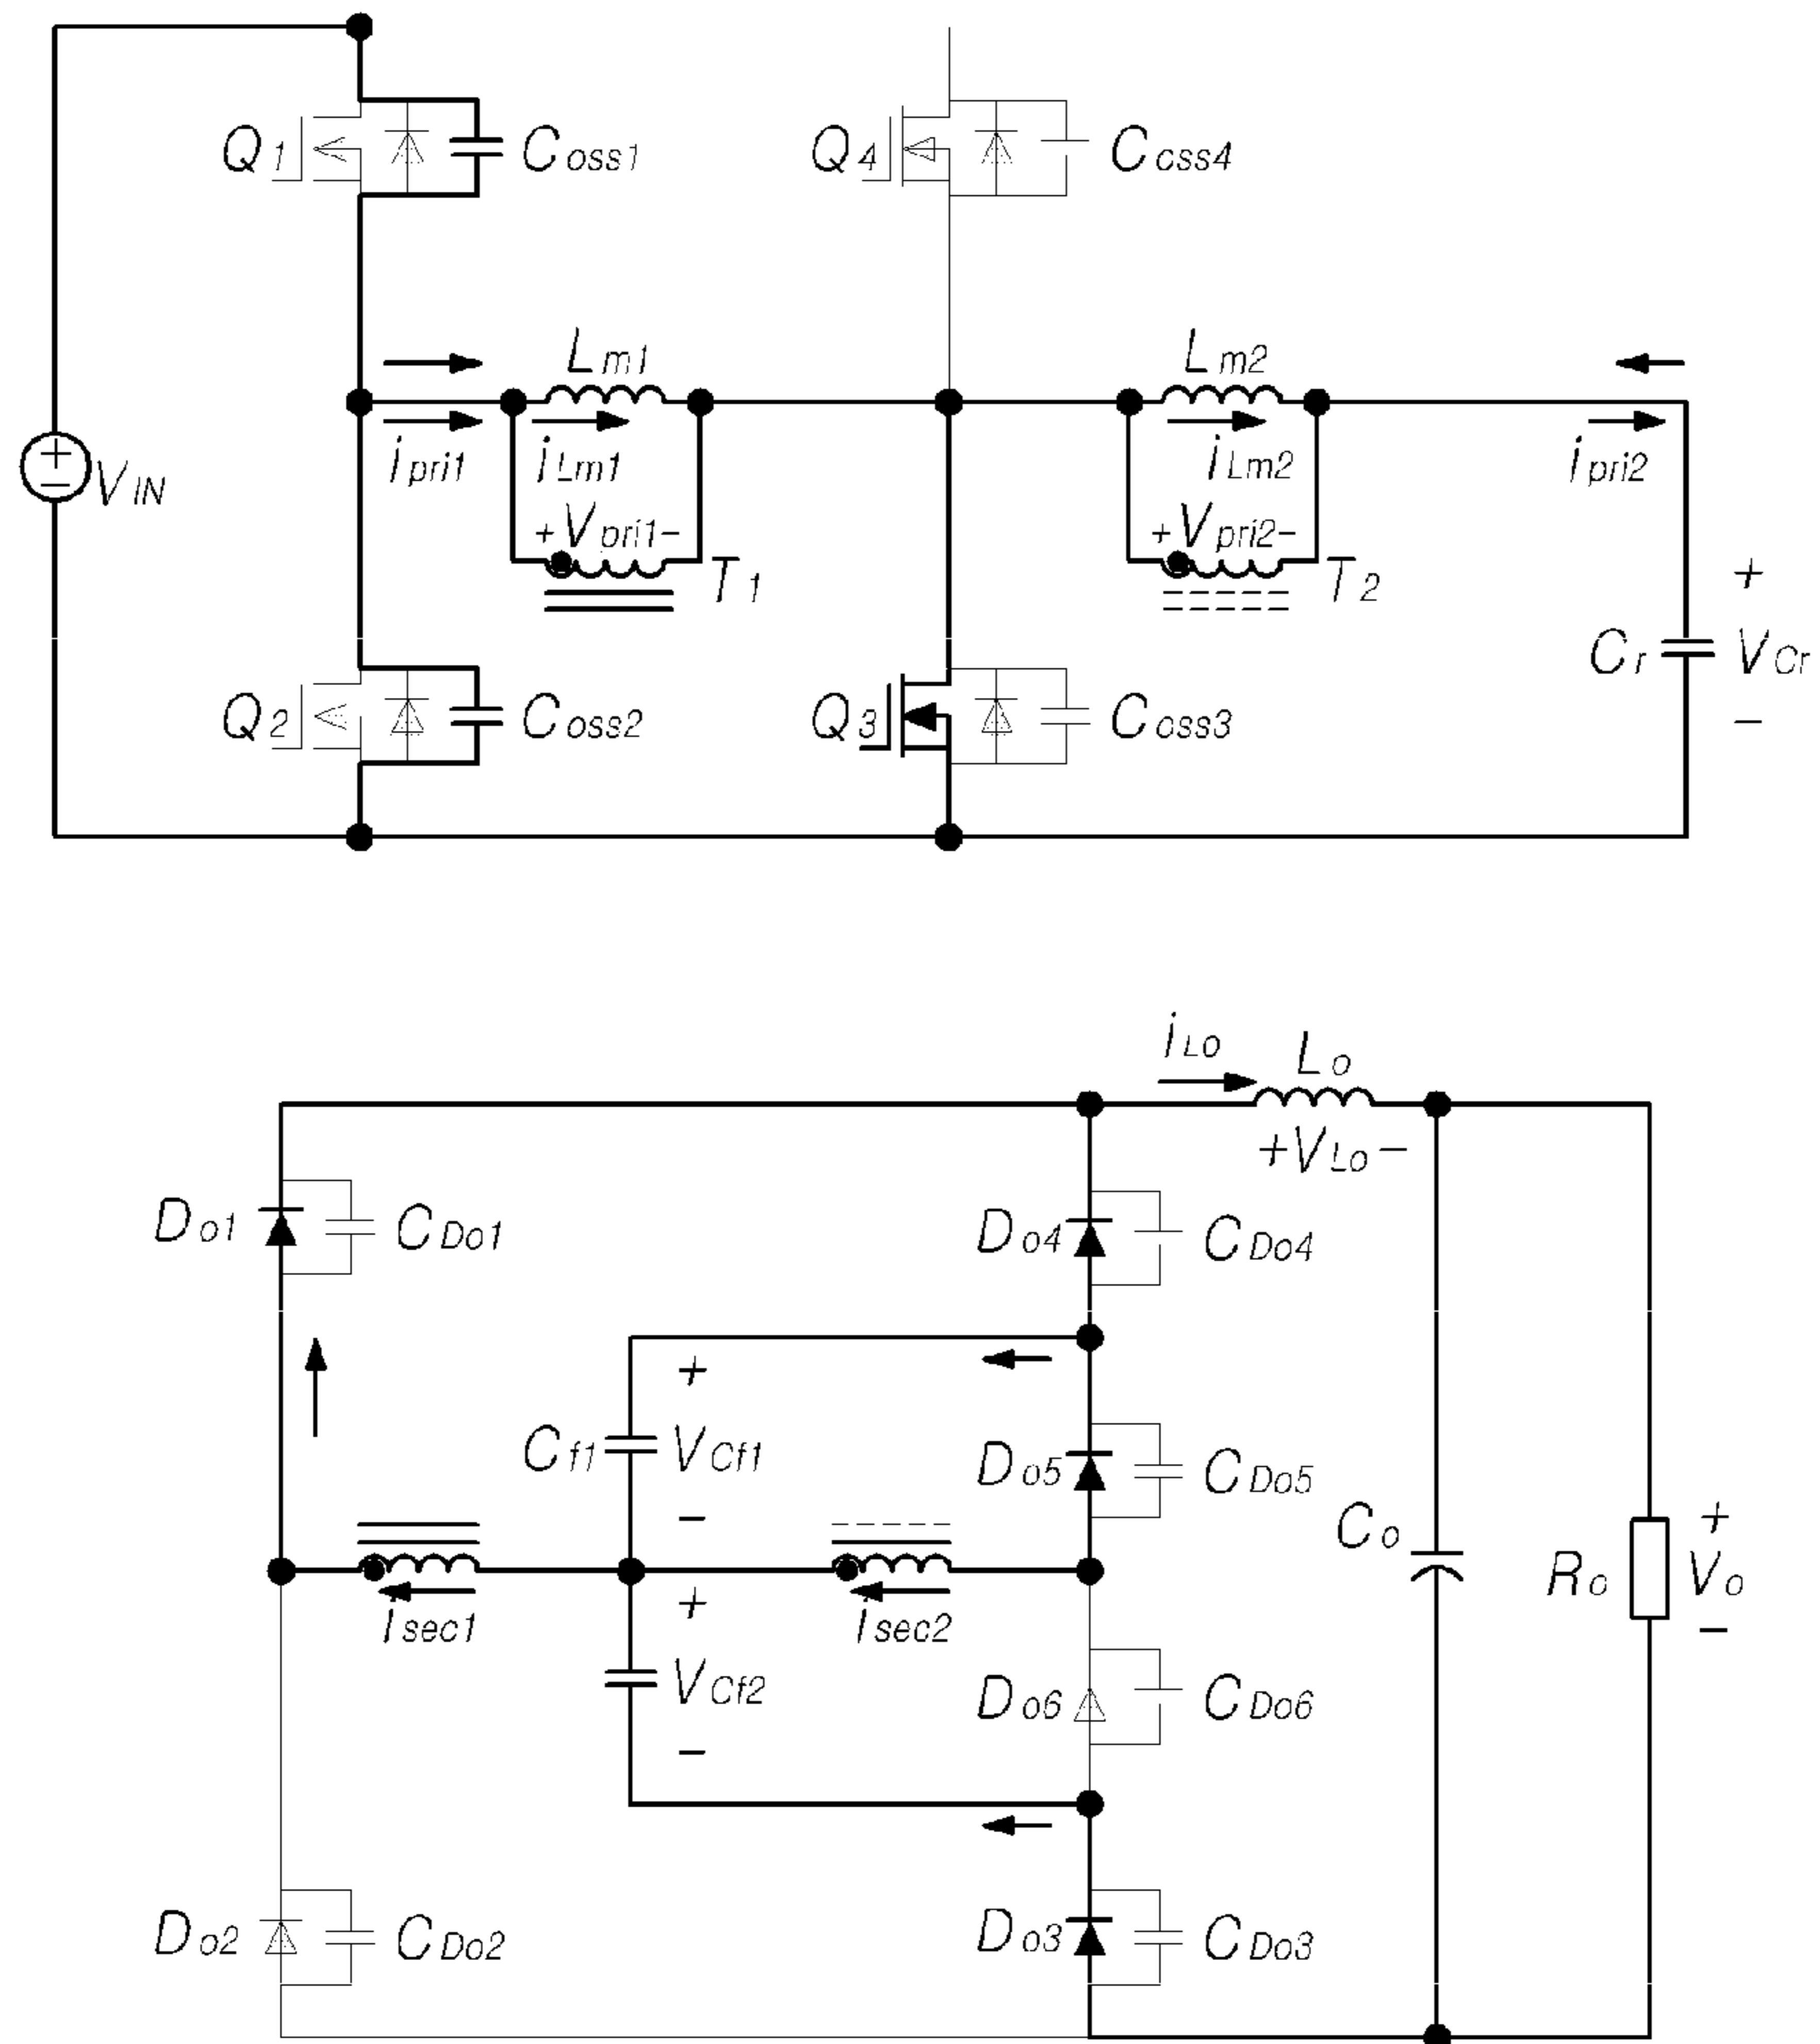 Q1
Coss1
Q4
Coss4
Lm1
Lm2
ipri1
iLm1
iLm2
ipri2
+
−
VIN
+Vpri1-
T1
+Vpri2-
T2
+
Cr
VCr
−
Q2
Coss2
Q3
Coss3
iLo
Lo
+VLo-
Do1
CDo1
Do4
CDo4
+
Cf1
VCf1
−
Do5
CDo5
Co
Ro
+
Vo
−
isec1
isec2
+
VCf2
−
Do6
CDo6
Do2
CDo2
Do3
CDo3